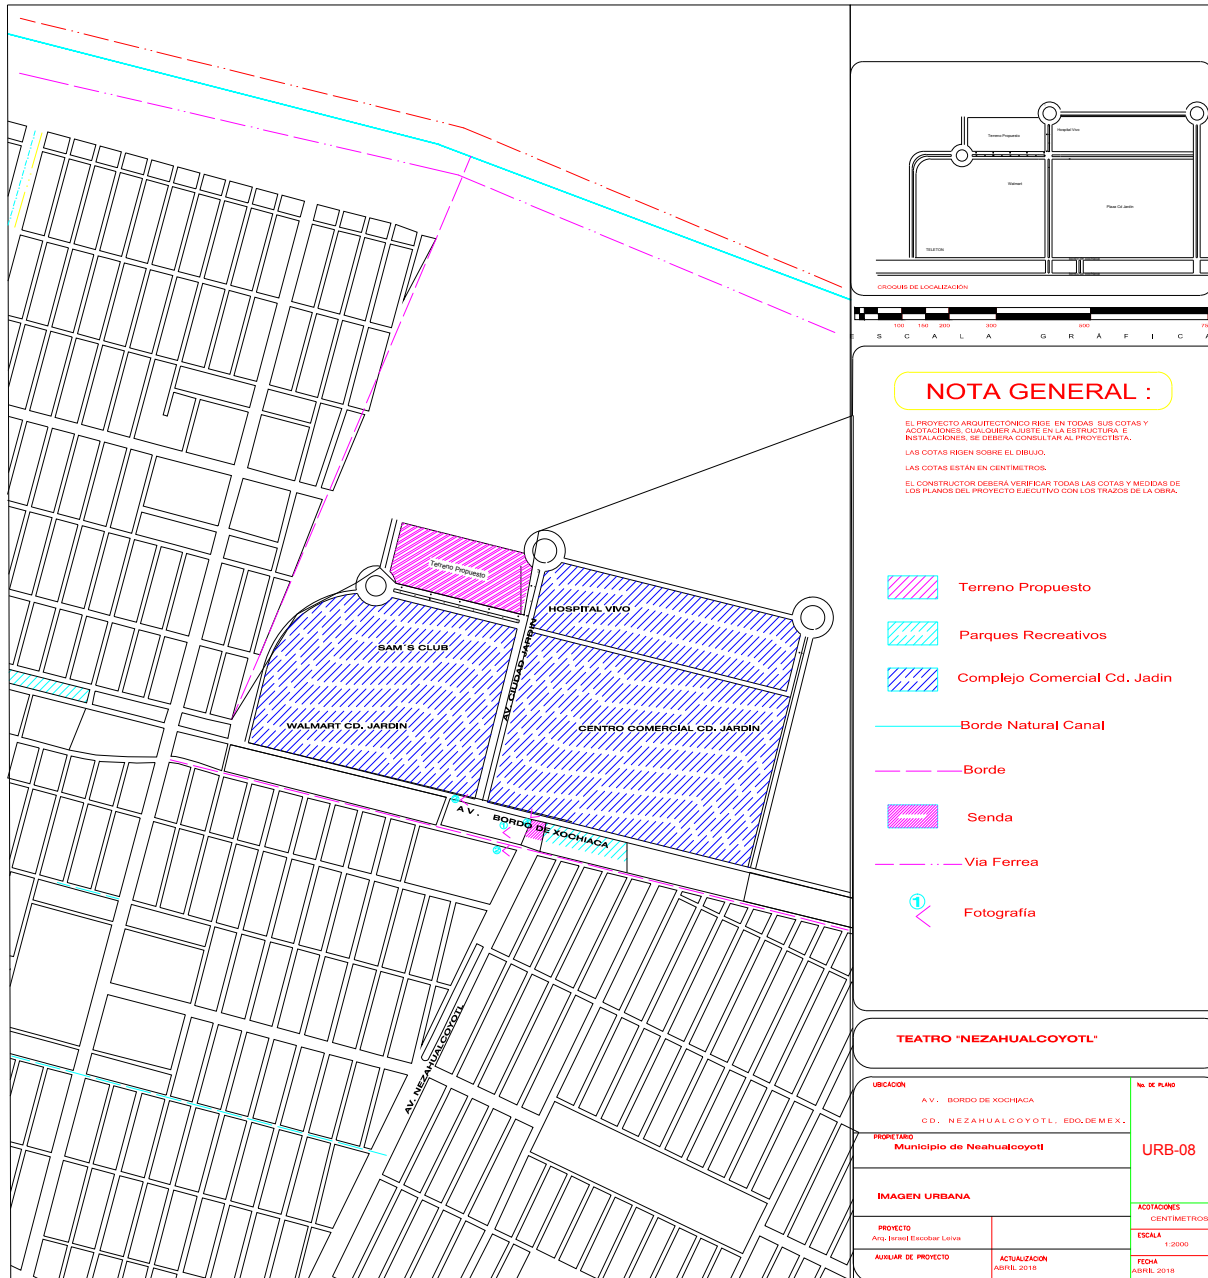 Terreno Propuesto
HOSPITAL VIVO
SAM´S CLUB
AV. CIUDAD JARDIN
WALMART CD. JARDIN
CENTRO COMERCIAL CD. JARDÍN
AV. BORDO DE XOCHIACA
AV. NEZAHUALCOYOTL
Terreno Propuesto
Hospital Vivo
Walmart
Plaza Cd Jardin
TELETON
CROQUIS DE LOCALIZACIÓN
100 150 200 300 500
E S C A L A G R Á F I C A
NOTA GENERAL :
EL PROYECTO ARQUITECTÓNICO RIGE EN TODAS SUS COTAS Y
ACOTACIONES, CUALQUIER AJUSTE EN LA ESTRUCTURA E
INSTALACIONES, SE DEBERA CONSULTAR AL PROYECTÍSTA.
LAS COTAS RIGEN SOBRE EL DIBUJO.
LAS COTAS ESTÁN EN CENTÍMETROS.
EL CONSTRUCTOR DEBERÁ VERIFICAR TODAS LAS COTAS Y MEDIDAS DE
LOS PLANOS DEL PROYECTO EJECUTIVO CON LOS TRAZOS DE LA OBRA.
Terreno Propuesto
Parques Recreativos
Complejo Comercial Cd. Jadin
Borde Natural Canal
Borde
Senda
Via Ferrea
1
Fotografía
TEATRO "NEZAHUALCOYOTL"
UBICACIÓN
AV. BORDO DE XOCHIACA
CD. NEZAHUALCOYOTL, EDO.DE MEX.
No. DE PLANO
URB-08
PROPIETARIO
Municipio de Neahualcoyotl
IMAGEN URBANA
ACOTACIONES
CENTÍMETROS
PROYECTO
Arq. Israel Escobar Leiva
ESCALA
1:2000
AUXILIAR DE PROYECTO
ACTUALIZACIÓN
ABRIL 2018
FECHA
ABRIL 2018